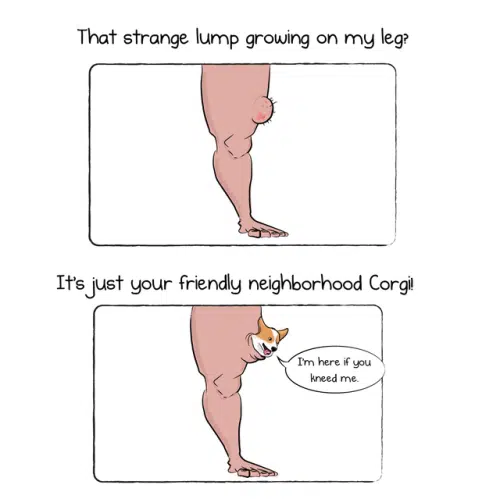 That strange lump growing on my leg?
It's just your friendly neighborhood Corgi!
I'm here if you
kneed me.